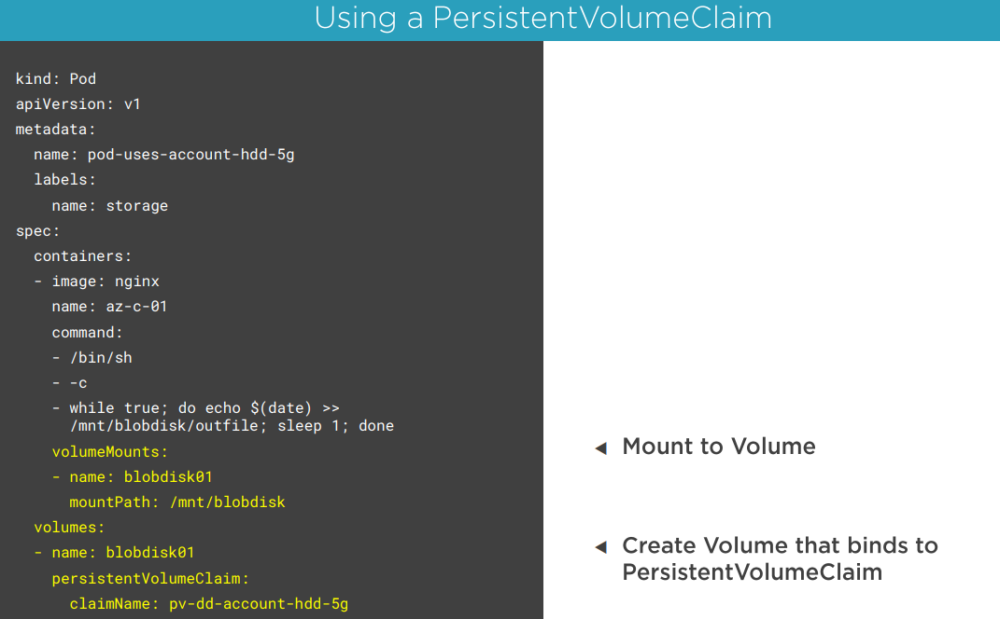 Using a PersistentVolumeClaim
kind: Pod
apiVersion: v1
metadata:
  name: pod-uses-account-hdd-5g
  labels:
    name: storage
spec:
  containers:
  - image: nginx
    name: az-c-01
    command:
    - /bin/sh
    - -c
    - while true; do echo $(date) >>
      /mnt/blobdisk/outfile; sleep 1; done
    volumeMounts:
    - name: blobdisk01
      mountPath: /mnt/blobdisk
  volumes:
  - name: blobdisk01
    persistentVolumeClaim:
      claimName: pv-dd-account-hdd-5g
Mount to Volume
Create Volume that binds to
PersistentVolumeClaim